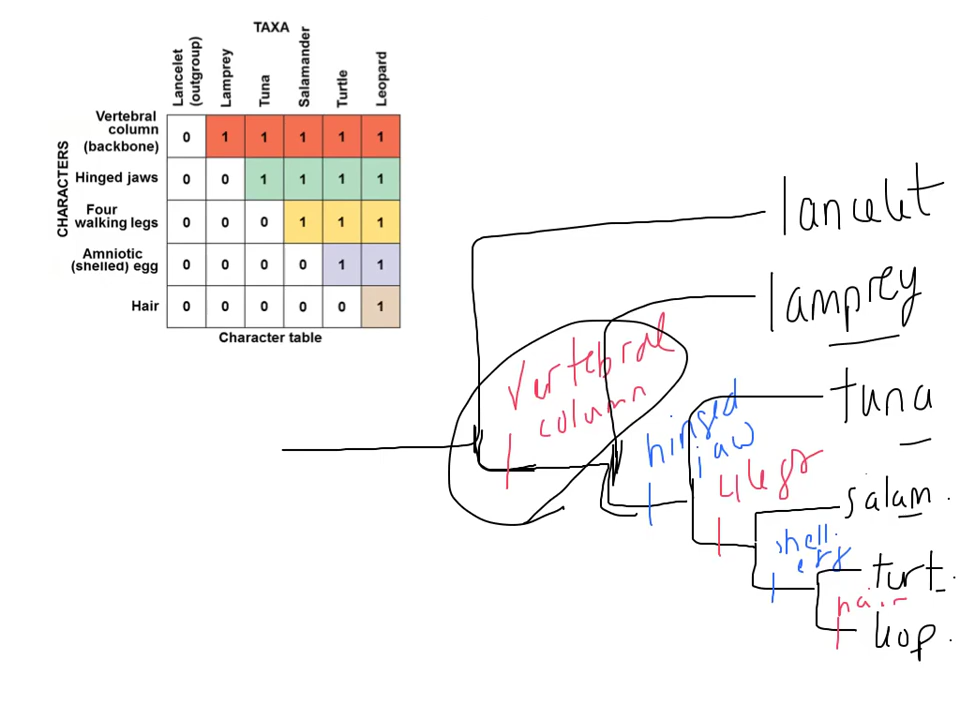 TAXA
Lancelet
(outgroup)
Lamprey
Tuna
Salamander
Turtle
Leopard
CHARACTERS
Vertebral
column
(backbone)
0 1 1 1 1 1
Hinged jaws
0 0 1 1 1 1
Four
walking legs
0 0 0 1 1 1
Amniotic
(shelled) egg
0 0 0 0 1 1
Hair
0 0 0 0 0 1
Character table
lancelet
lamprey
tuna
salam.
turt.
leop.
vertebral
column
hinged
jaw
4 legs
shell.
egg
hair